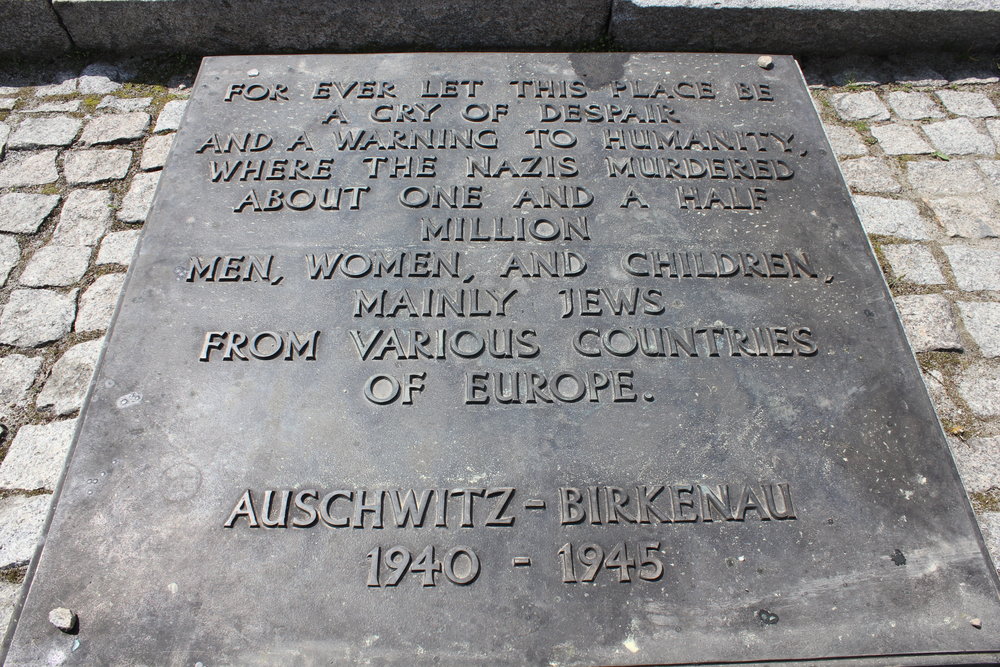 FOR EVER LET THIS PLACE BE
A CRY OF DESPAIR
AND A WARNING TO HUMANITY,
WHERE THE NAZIS MURDERED
ABOUT ONE AND A HALF
MILLION
MEN, WOMEN, AND CHILDREN,
MAINLY JEWS
FROM VARIOUS COUNTRIES
OF EUROPE.
AUSCHWITZ - BIRKENAU
1940 - 1945